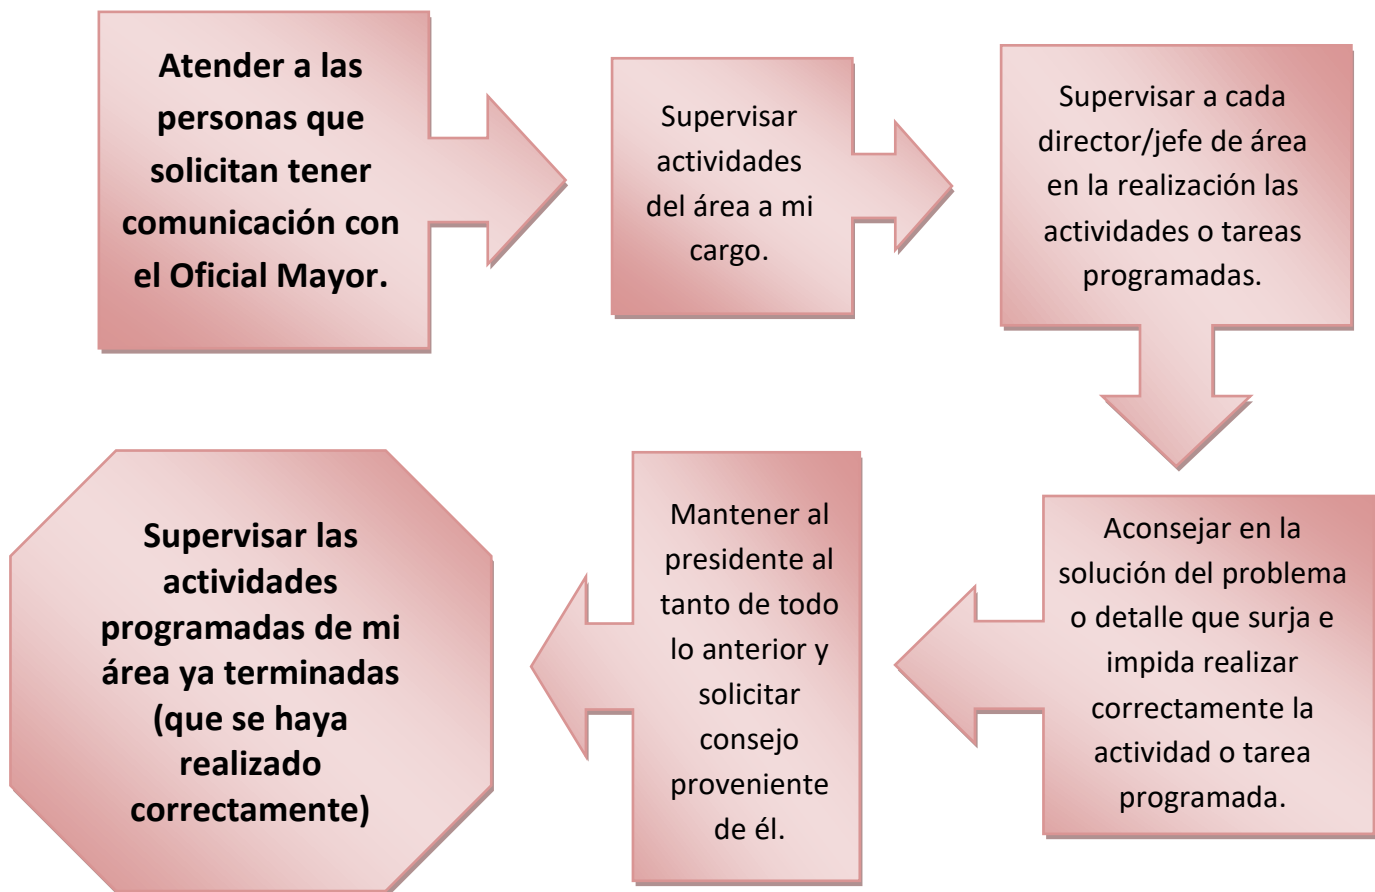 Atender a las
personas que
solicitan tener
comunicación con
el Oficial Mayor.
Supervisar
actividades
del área a mi
cargo.
Supervisar a cada
director/jefe de área
en la realización las
actividades o tareas
programadas.
Aconsejar en la
solución del problema
o detalle que surja e
impida realizar
correctamente la
actividad o tarea
programada.
Mantener al
presidente al
tanto de todo
lo anterior y
solicitar
consejo
proveniente
de él.
Supervisar las
actividades
programadas de mi
área ya terminadas
(que se haya
realizado
correctamente)